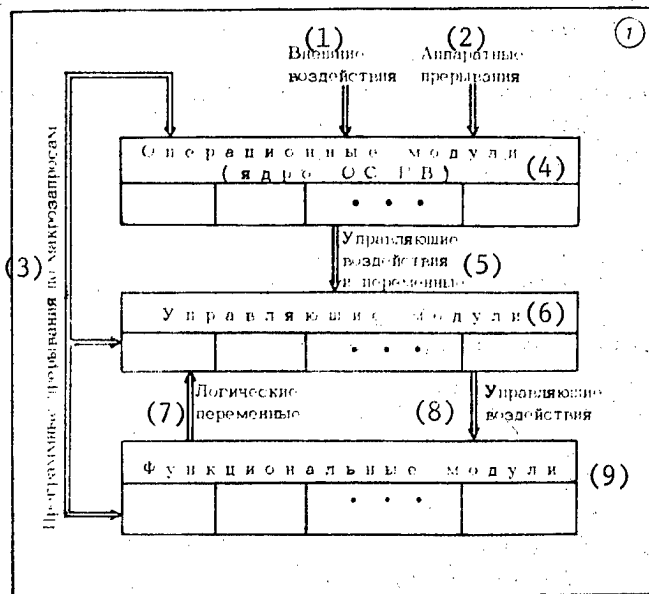 (1)
(2)
1
Внешние
воздействия
Аппаратные
прерывания
Операционные модули
(ядро ОС РВ)
(4)
• • •
(3)
Программные прерывания по макрозапросам
Управляющие
воздействия
и переменные
(5)
Управляющие модули
(6)
• • •
(7)
Логические
переменные
(8)
Управляющие
воздействия
Функциональные модули
(9)
• • •